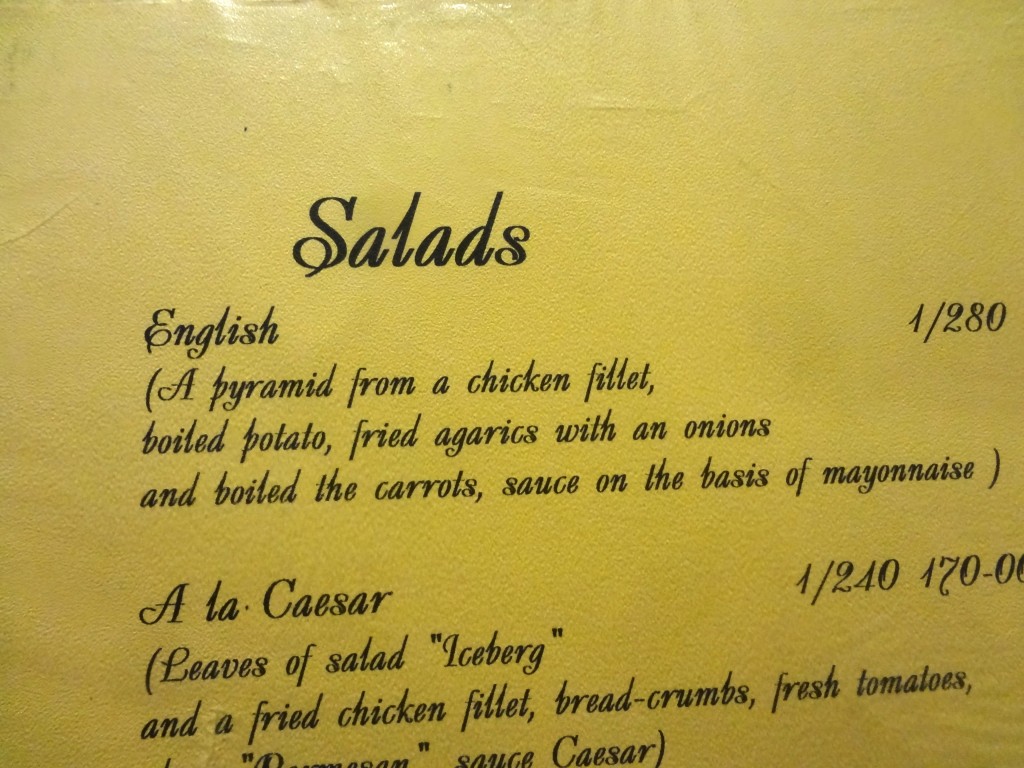 Salads
English 1/280
(A pyramid from a chicken fillet,
boiled potato, fried agarics with an onions
and boiled the carrots, sauce on the basis of mayonnaise )
A la Caesar 1/240 170-00
(Leaves of salad "Iceberg"
and a fried chicken fillet, bread-crumbs, fresh tomatoes,
"Parmesan" sauce Caesar)